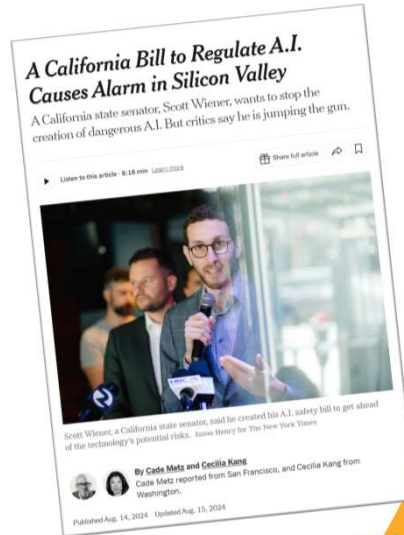 A California Bill to Regulate A.I.
Causes Alarm in Silicon Valley
A California state senator, Scott Wiener, wants to stop the
creation of dangerous A.I. But critics say he is jumping the gun.
Listen to this article · 6:16 min Learn more
Share full article
Scott Wiener, a California state senator, said he created his A.I. safety bill to get ahead
of the technology's potential risks. Jason Henry for The New York Times
By Cade Metz and Cecilia Kang
Cade Metz reported from San Francisco, and Cecilia Kang from
Washington.
Published Aug. 14, 2024 Updated Aug. 15, 2024